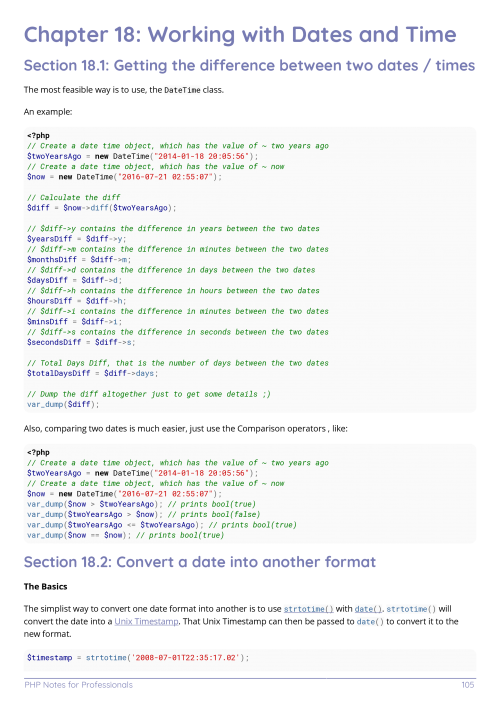 Chapter 18: Working with Dates and Time
Section 18.1: Getting the difference between two dates / times
The most feasible way is to use, the DateTime class.
An example:
<?php
// Create a date time object, which has the value of ~ two years ago
$twoYearsAgo = new DateTime("2014-01-18 20:05:56");
// Create a date time object, which has the value of ~ now
$now = new DateTime("2016-07-21 02:55:07");
// Calculate the diff
$diff = $now->diff($twoYearsAgo);
// $diff->y contains the difference in years between the two dates
$yearsDiff = $diff->y;
// $diff->m contains the difference in minutes between the two dates
$monthsDiff = $diff->m;
// $diff->d contains the difference in days between the two dates
$daysDiff = $diff->d;
// $diff->h contains the difference in hours between the two dates
$hoursDiff = $diff->h;
// $diff->i contains the difference in minutes between the two dates
$minsDiff = $diff->i;
// $diff->s contains the difference in seconds between the two dates
$secondsDiff = $diff->s;
// Total Days Diff, that is the number of days between the two dates
$totalDaysDiff = $diff->days;
// Dump the diff altogether just to get some details ;)
var_dump($diff);
Also, comparing two dates is much easier, just use the Comparison operators , like:
<?php
// Create a date time object, which has the value of ~ two years ago
$twoYearsAgo = new DateTime("2014-01-18 20:05:56");
// Create a date time object, which has the value of ~ now
$now = new DateTime("2016-07-21 02:55:07");
var_dump($now > $twoYearsAgo); // prints bool(true)
var_dump($twoYearsAgo > $now); // prints bool(false)
var_dump($twoYearsAgo <= $twoYearsAgo); // prints bool(true)
var_dump($now == $now); // prints bool(true)
Section 18.2: Convert a date into another format
The Basics
The simplist way to convert one date format into another is to use strtotime() with date(). strtotime() will
convert the date into a Unix Timestamp. That Unix Timestamp can then be passed to date() to convert it to the
new format.
$timestamp = strtotime('2008-07-01T22:35:17.02');
PHP Notes for Professionals
105